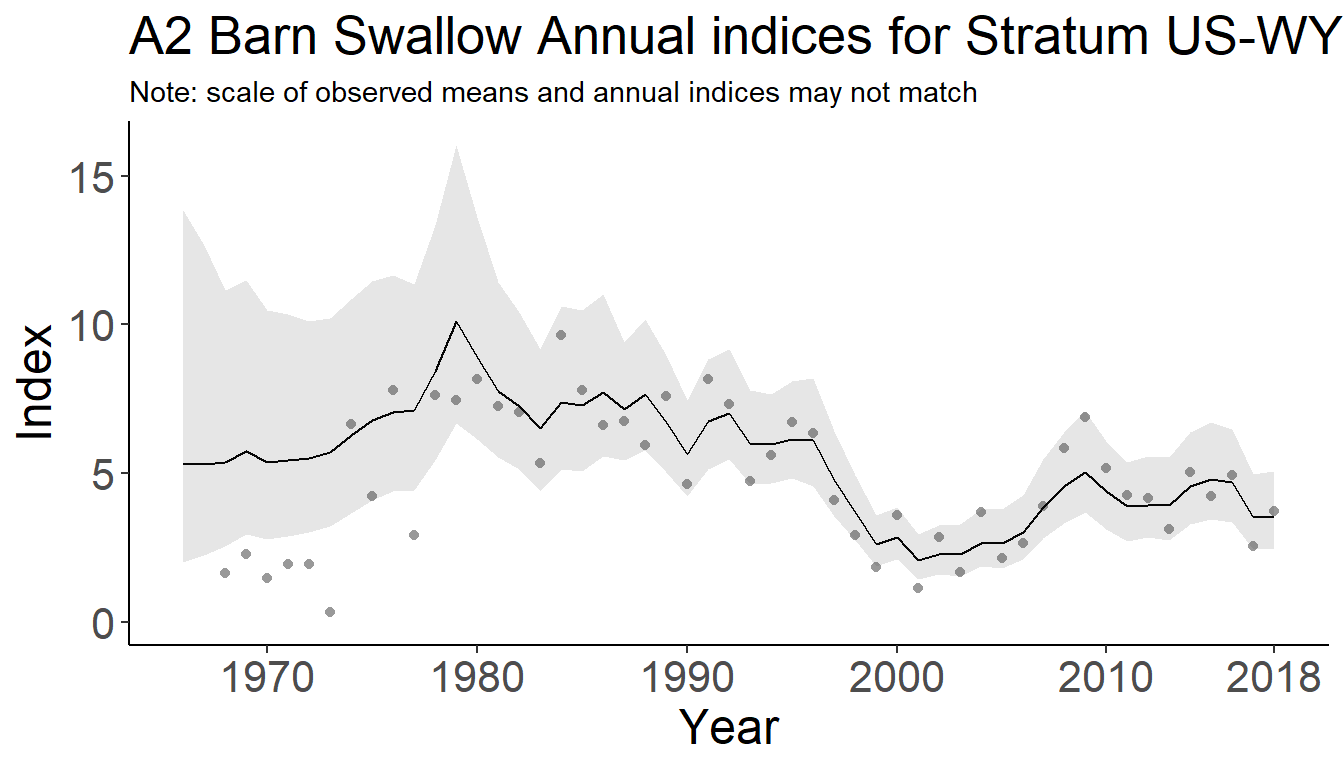 A2 Barn Swallow Annual indices for Stratum US-WY
Note: scale of observed means and annual indices may not match
15
10
5
0
Index
1970 1980 1990 2000 2010 2018
Year